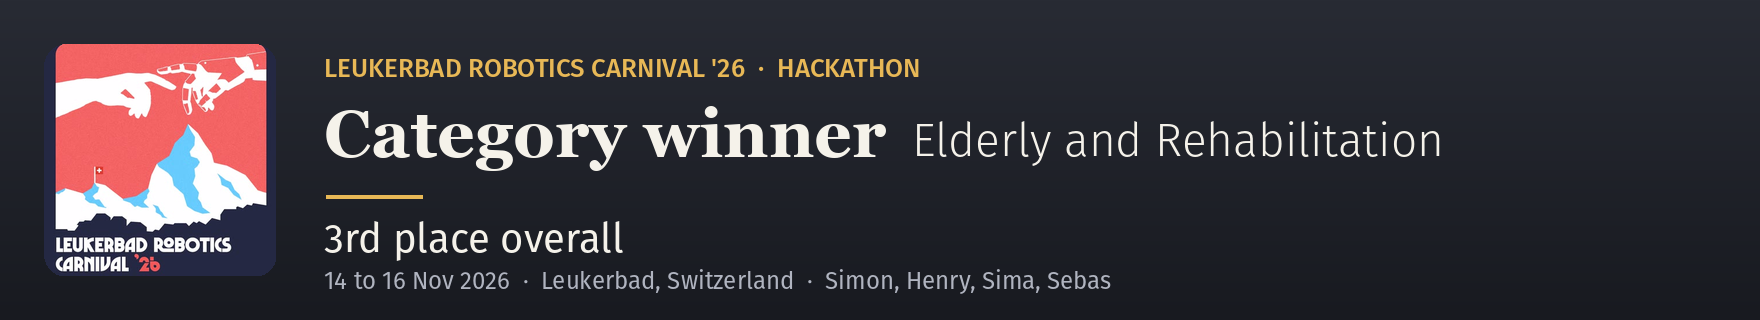 LEUKERBAD ROBOTICS CARNIVAL '26 · HACKATHON
Category winner Elderly and Rehabilitation
3rd place overall
14 to 16 Nov 2026 · Leukerbad, Switzerland · Simon, Henry, Sima, Sebas
LEUKERBAD ROBOTICS
CARNIVAL '26